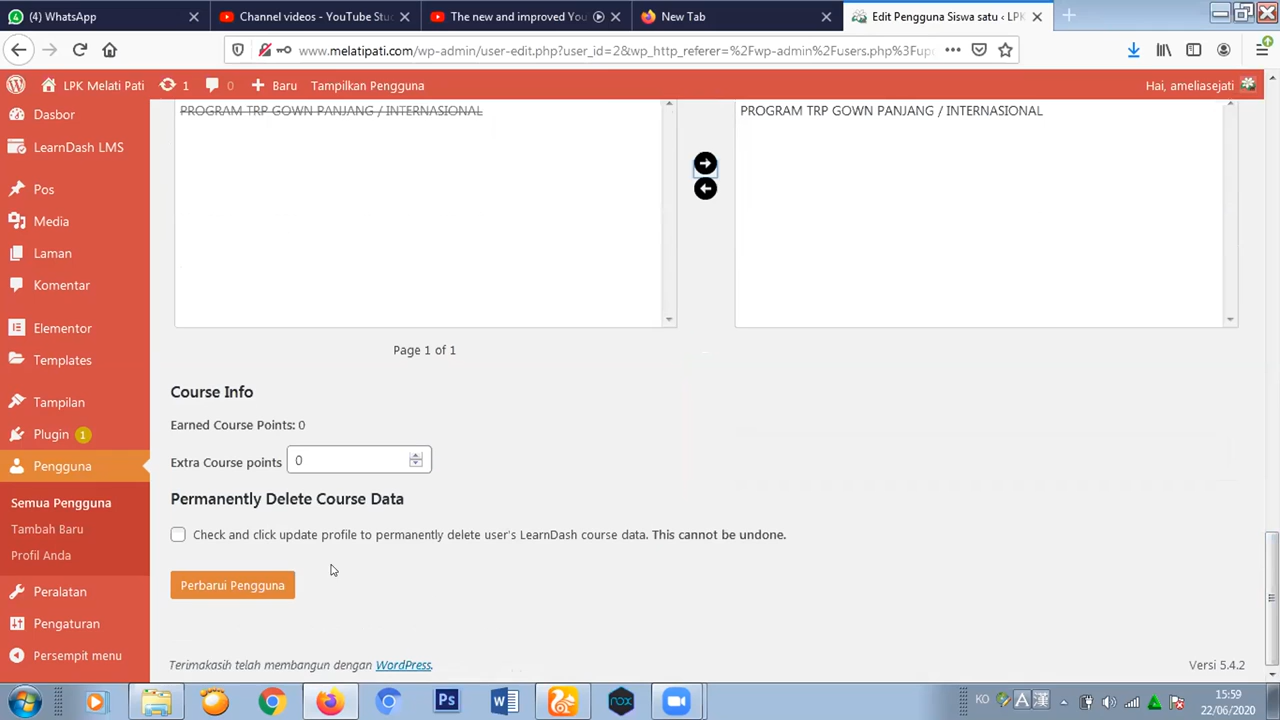 (4) WhatsApp
Channel videos - YouTube Stu
The new and improved You
New Tab
Edit Pengguna Siswa satu ‹ LPK
www.melatipati.com/wp-admin/user-edit.php?user_id=2&wp_http_referer=%2Fwp-admin%2Fusers.php%3Fup
LPK Melati Pati
1
0
Baru
Tampilkan Pengguna
Hai, ameliasejati
Dasbor
LearnDash LMS
Pos
Media
Laman
Komentar
Elementor
Templates
Tampilan
Plugin 1
Pengguna
Semua Pengguna
Tambah Baru
Profil Anda
Peralatan
Pengaturan
Persempit menu
PROGRAM TRP GOWN PANJANG / INTERNASIONAL
PROGRAM TRP GOWN PANJANG / INTERNASIONAL
Page 1 of 1
Course Info
Earned Course Points: 0
Extra Course points 0
Permanently Delete Course Data
Check and click update profile to permanently delete user's LearnDash course data. This cannot be undone.
Perbarui Pengguna
Terimakasih telah membangun dengan WordPress.
Versi 5.4.2
Ps
KO
A 漢
15:59
22/06/2020